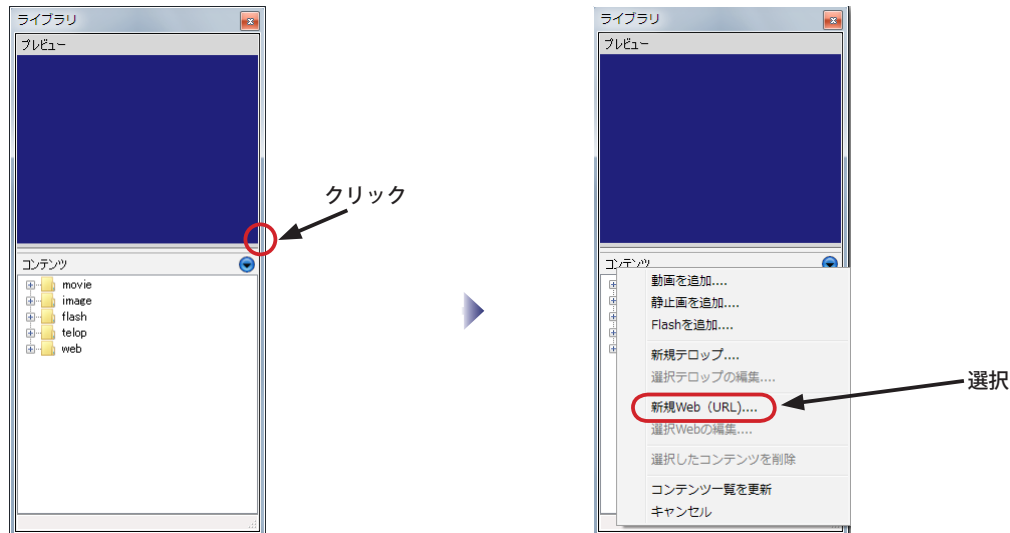 ライブラリ
プレビュー
クリック
コンテンツ
movie
image
flash
telop
web
ライブラリ
プレビュー
コンテンツ
動画を追加....
静止画を追加....
Flashを追加....
新規テロップ....
選択テロップの編集....
新規Web（URL)....
選択Webの編集....
選択したコンテンツを削除
コンテンツ一覧を更新
キャンセル
選択